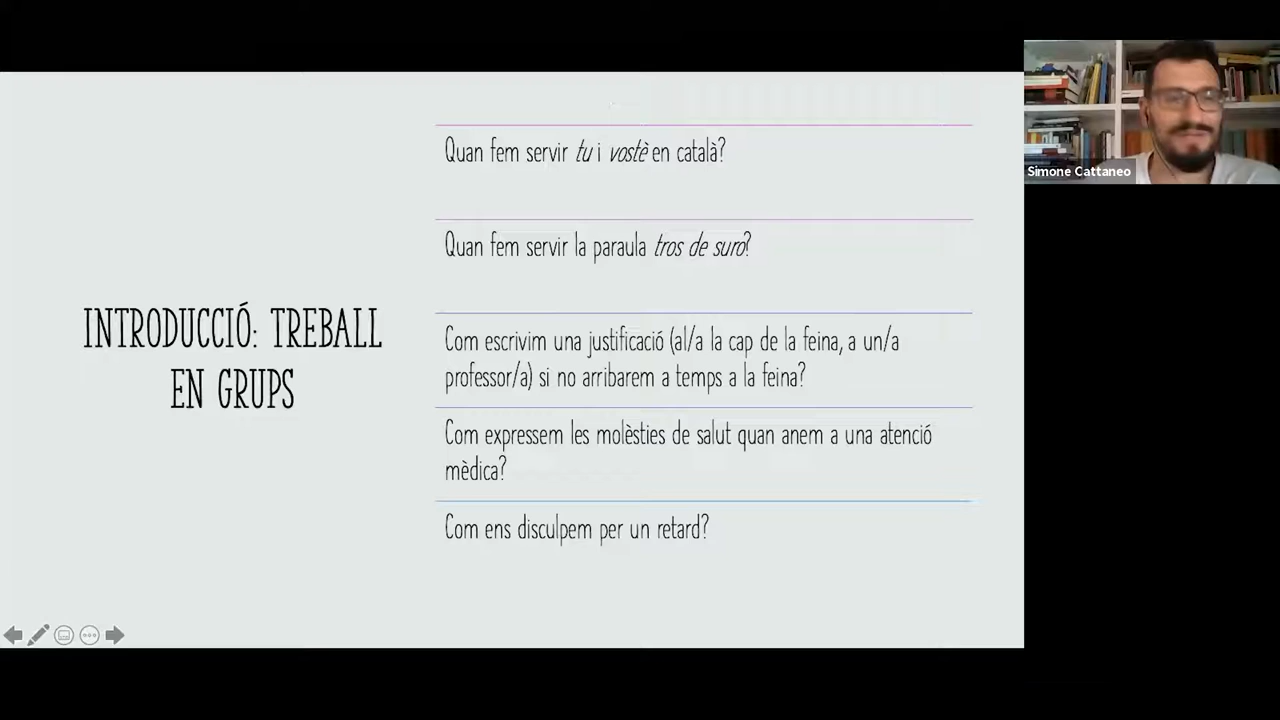 INTRODUCCIÓ: TREBALL
EN GRUPS
Quan fem servir tu i vostè en català?
Quan fem servir la paraula tros de suro?
Com escrivim una justificació (al/a la cap de la feina, a un/a
professor/a) si no arribarem a temps a la feina?
Com expressem les molèsties de salut quan anem a una atenció
mèdica?
Com ens disculpem per un retard?
Simone Cattaneo